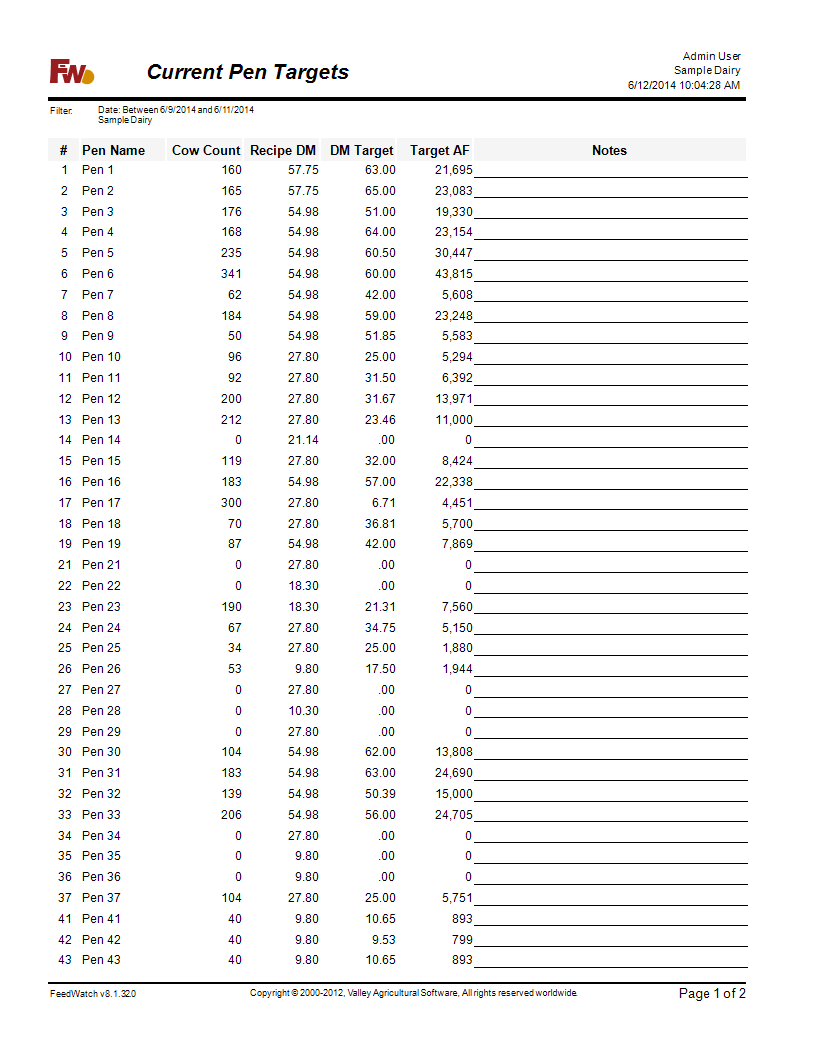 FW
Current Pen Targets
Admin User
Sample Dairy
6/12/2014 10:04:28 AM
Filter: Date: Between 6/9/2014 and 6/11/2014
Sample Dairy
# Pen Name Cow Count Recipe DM DM Target Target AF Notes
1 Pen 1 160 57.75 63.00 21,695
2 Pen 2 165 57.75 65.00 23,083
3 Pen 3 176 54.98 51.00 19,330
4 Pen 4 168 54.98 64.00 23,154
5 Pen 5 235 54.98 60.50 30,447
6 Pen 6 341 54.98 60.00 43,815
7 Pen 7 62 54.98 42.00 5,608
8 Pen 8 184 54.98 59.00 23,248
9 Pen 9 50 54.98 51.85 5,583
10 Pen 10 96 27.80 25.00 5,294
11 Pen 11 92 27.80 31.50 6,392
12 Pen 12 200 27.80 31.67 13,971
13 Pen 13 212 27.80 23.46 11,000
14 Pen 14 0 21.14 .00 0
15 Pen 15 119 27.80 32.00 8,424
16 Pen 16 183 54.98 57.00 22,338
17 Pen 17 300 27.80 6.71 4,451
18 Pen 18 70 27.80 36.81 5,700
19 Pen 19 87 54.98 42.00 7,869
21 Pen 21 0 27.80 .00 0
22 Pen 22 0 18.30 .00 0
23 Pen 23 190 18.30 21.31 7,560
24 Pen 24 67 27.80 34.75 5,150
25 Pen 25 34 27.80 25.00 1,880
26 Pen 26 53 9.80 17.50 1,944
27 Pen 27 0 27.80 .00 0
28 Pen 28 0 10.30 .00 0
29 Pen 29 0 27.80 .00 0
30 Pen 30 104 54.98 62.00 13,808
31 Pen 31 183 54.98 63.00 24,690
32 Pen 32 139 54.98 50.39 15,000
33 Pen 33 206 54.98 56.00 24,705
34 Pen 34 0 27.80 .00 0
35 Pen 35 0 9.80 .00 0
36 Pen 36 0 9.80 .00 0
37 Pen 37 104 27.80 25.00 5,751
41 Pen 41 40 9.80 10.65 893
42 Pen 42 40 9.80 9.53 799
43 Pen 43 40 9.80 10.65 893
FeedWatch v8.1.32.0 Copyright © 2000-2012, Valley Agricultural Software, All rights reserved worldwide. Page 1 of 2